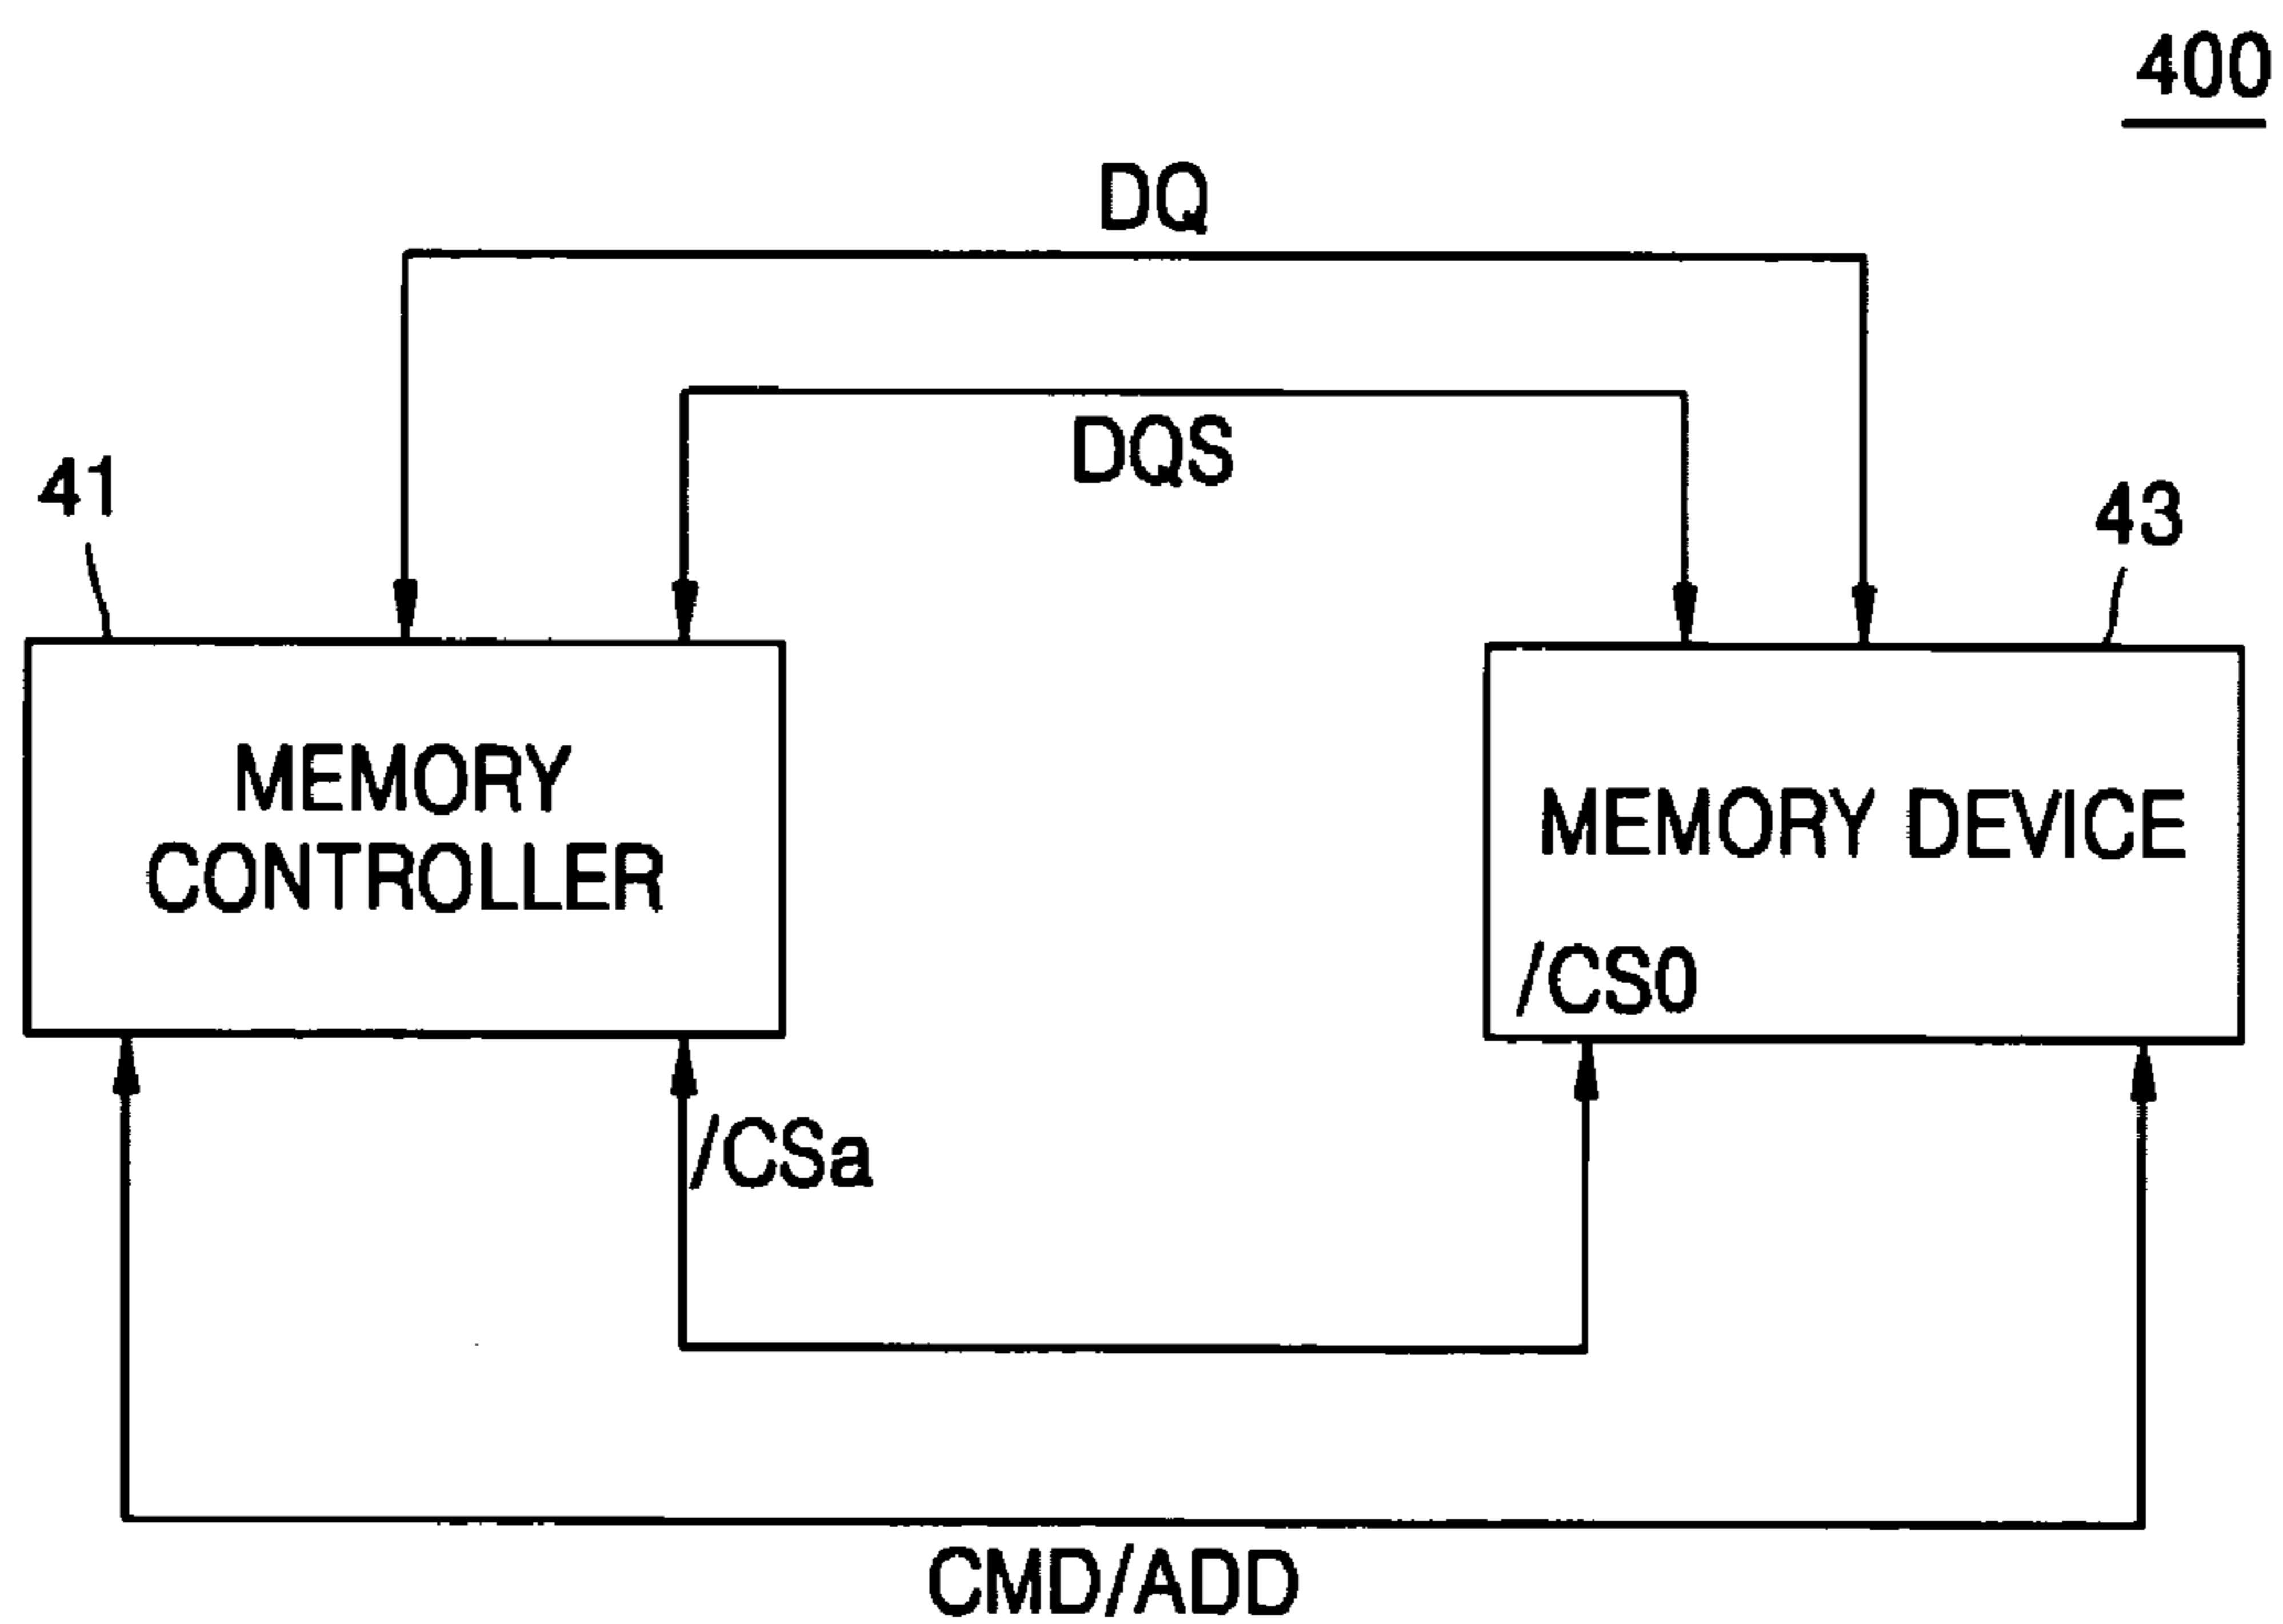 400
DQ
DQS
41
43
MEMORY
CONTROLLER
MEMORY DEVICE
/CS0
/CSa
CMD/ADD